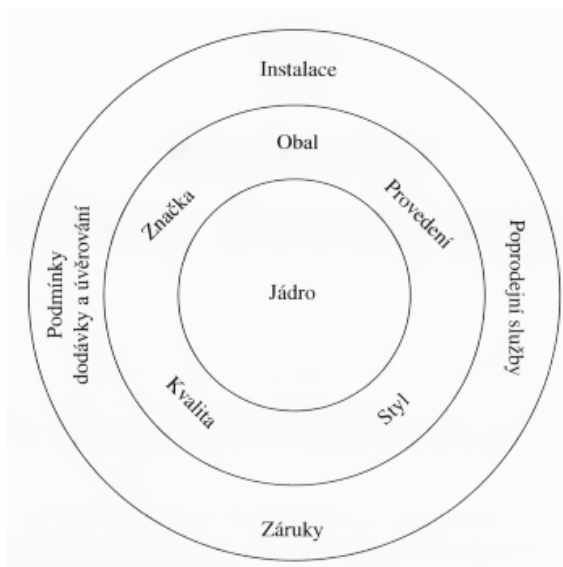 Instalace
Obal
Značka
Provedení
Podmínky
dodávky a úvěrování
Jádro
Poprodejní služby
Kvalita
Styl
Záruky